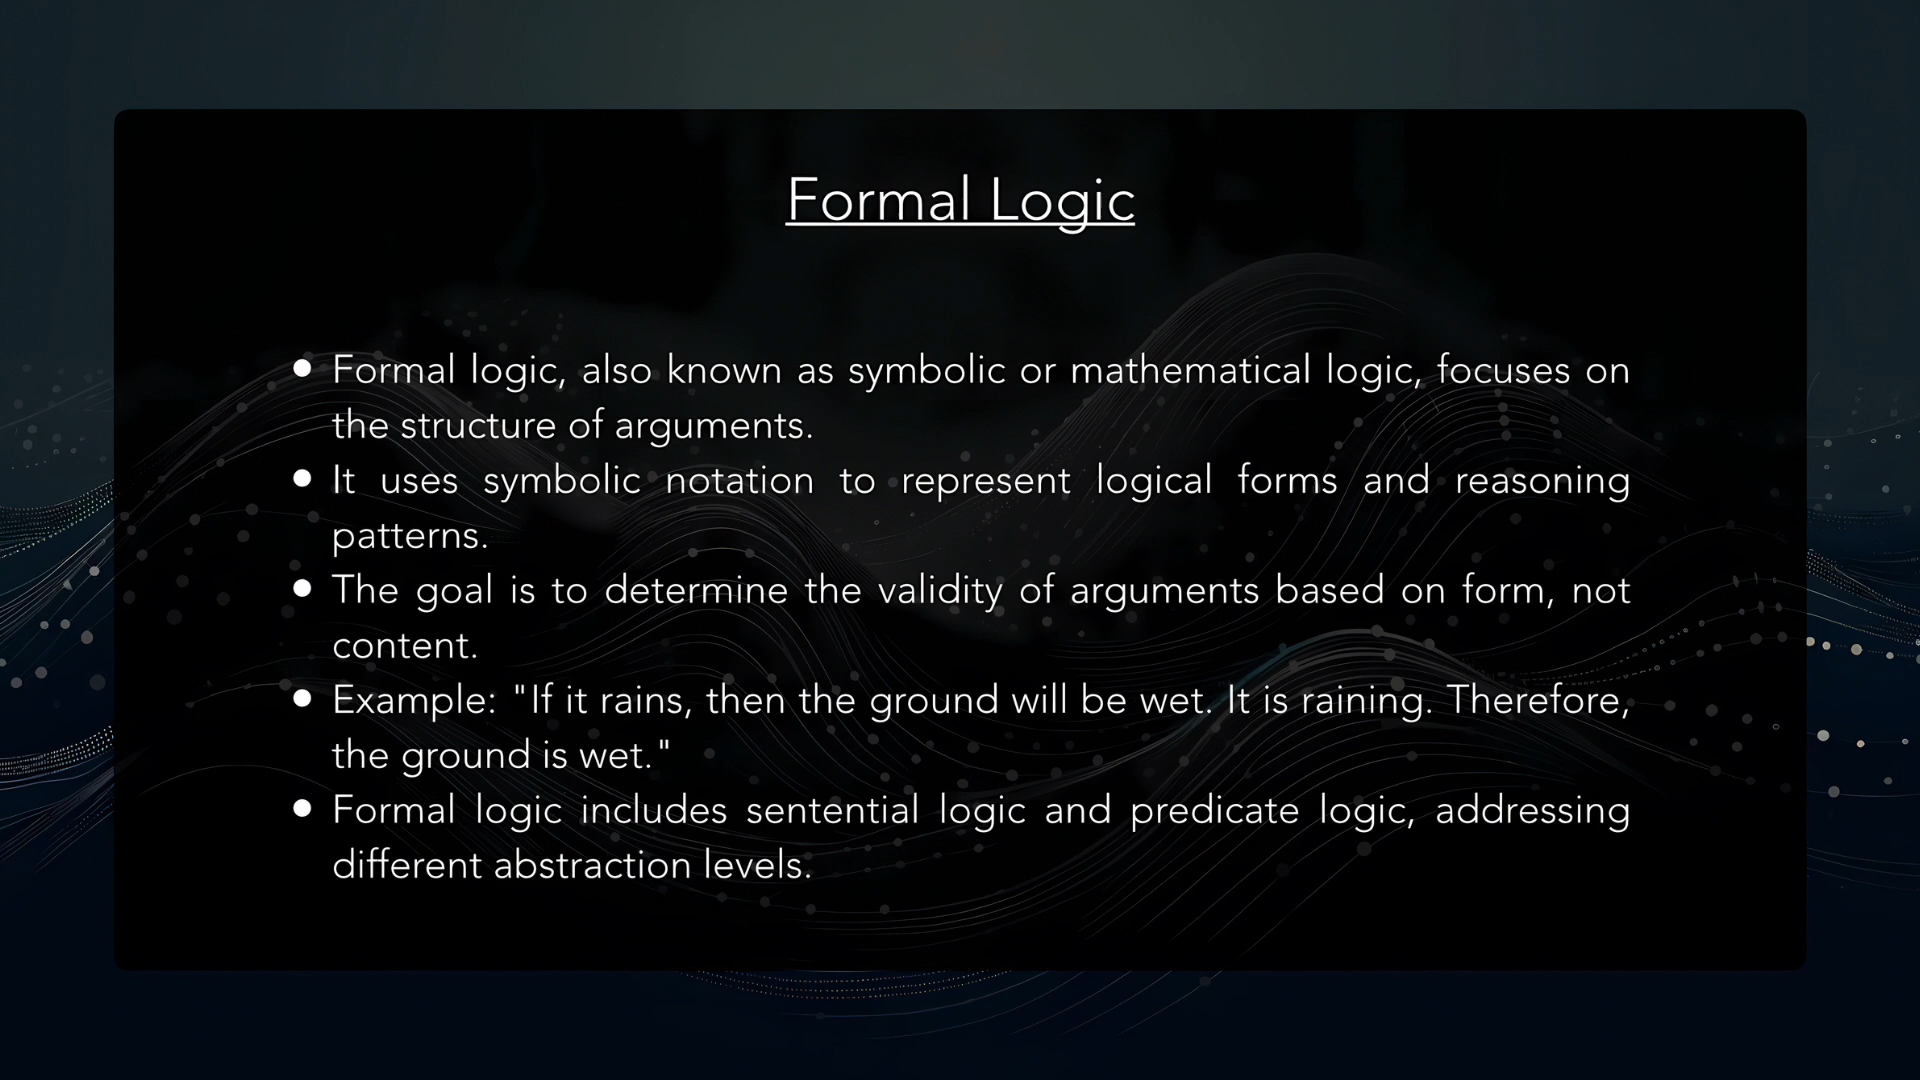 Formal Logic
● Formal logic, also known as symbolic or mathematical logic, focuses on
the structure of arguments.
● It uses symbolic notation to represent logical forms and reasoning
patterns.
● The goal is to determine the validity of arguments based on form, not
content.
● Example: "If it rains, then the ground will be wet. It is raining. Therefore,
the ground is wet."
● Formal logic includes sentential logic and predicate logic, addressing
different abstraction levels.